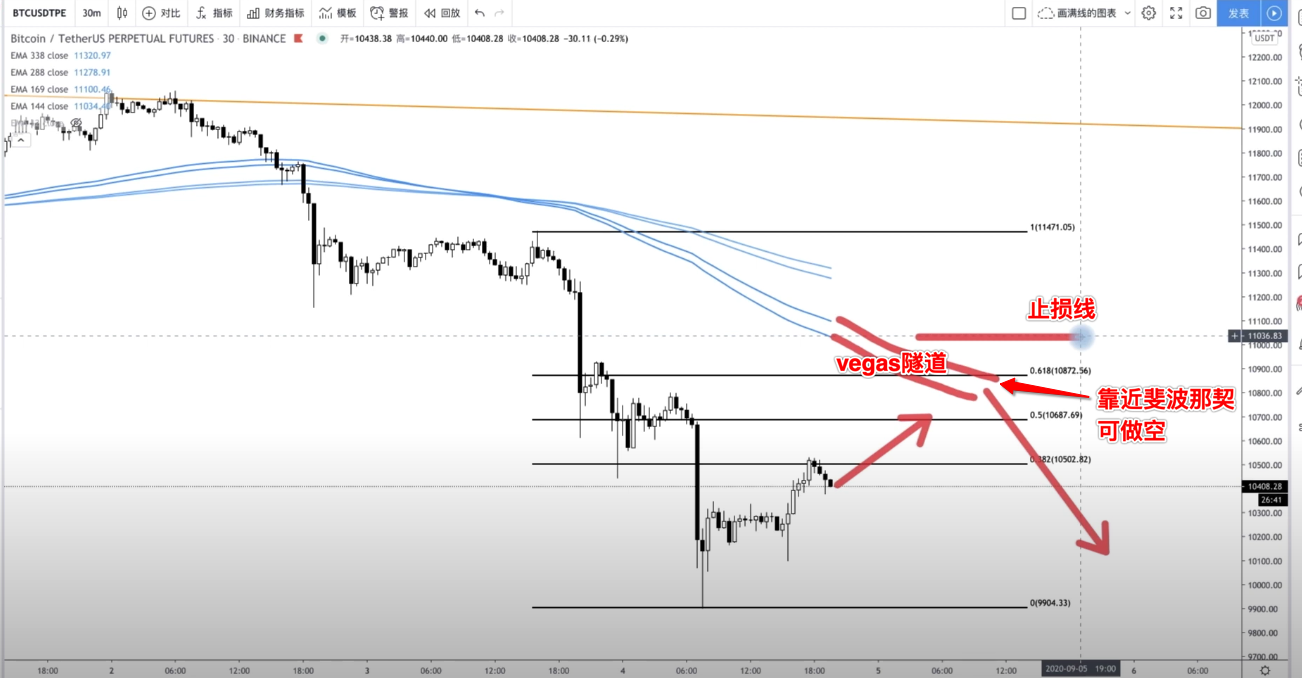 BTCUSDTPE 30m 对比 指标 财务指标 模板 警报 回放 画满线的图表 发表
Bitcoin / TetherUS PERPETUAL FUTURES · 30 · BINANCE 开=10438.38 高=10440.00 低=10408.28 收=10408.28 −30.11 (−0.29%)
USDT
EMA 338 close 11320.97
EMA 288 close 11278.91
EMA 169 close 11100.46
EMA 144 close 11034.40
12200.00
12100.00
12000.00
11900.00
11800.00
11700.00
11600.00
11500.00
1(11471.05)
11400.00
11300.00
11200.00
止损线
11100.00
11036.83
11000.00
vegas隧道
0.618(10872.56)
10900.00
10800.00
靠近斐波那契
可做空
0.5(10687.69)
10700.00
10600.00
0.382(10502.82)
10500.00
10408.28
26:41
10300.00
10200.00
10100.00
10000.00
0(9904.33)
9900.00
9800.00
9700.00
18:00 2 06:00 12:00 18:00 3 06:00 12:00 18:00 4 06:00 12:00 18:00 5 06:00 12:00 2020-09-05 19:00 6 06:00